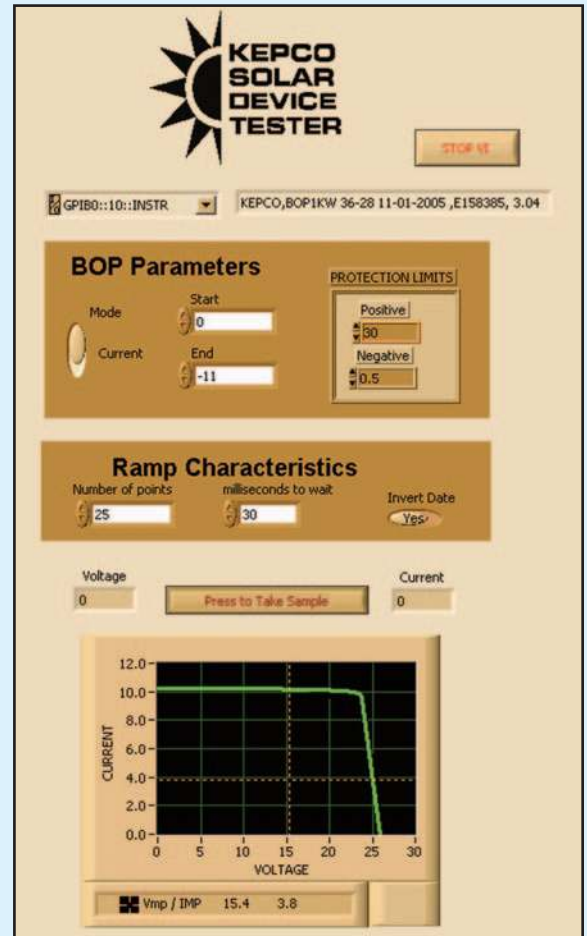 KEPCO
SOLAR
DEVICE
TESTER
STOP VI
GPIB0::10::INSTR
KEPCO,BOP1KW 36-28 11-01-2005 ,E158385, 3.04
BOP Parameters
PROTECTION LIMITS
Mode
Current
Start
0
End
-11
Positive
30
Negative
0.5
Ramp Characteristics
Number of points
25
milliseconds to wait
30
Invert Date
Yes
Voltage
0
Press to Take Sample
Current
0
CURRENT
12.0
10.0
8.0
6.0
4.0
2.0
0.0
0 5 10 15 20 25 30
VOLTAGE
Vmp / IMP 15.4 3.8